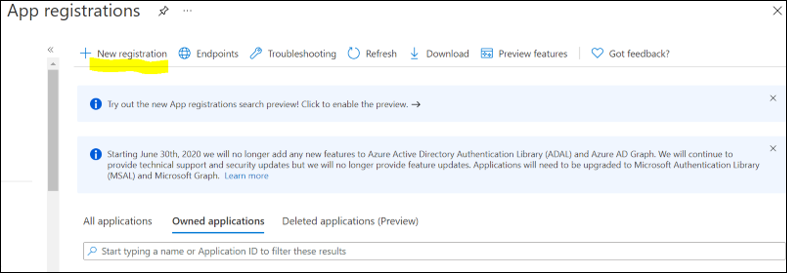 App registrations
New registration Endpoints Troubleshooting Refresh Download Preview features Got feedback?
Try out the new App registrations search preview! Click to enable the preview. →
Starting June 30th, 2020 we will no longer add any new features to Azure Active Directory Authentication Library (ADAL) and Azure AD Graph. We will continue to
provide technical support and security updates but we will no longer provide feature updates. Applications will need to be upgraded to Microsoft Authentication Library
(MSAL) and Microsoft Graph. Learn more
All applications Owned applications Deleted applications (Preview)
Start typing a name or Application ID to filter these results